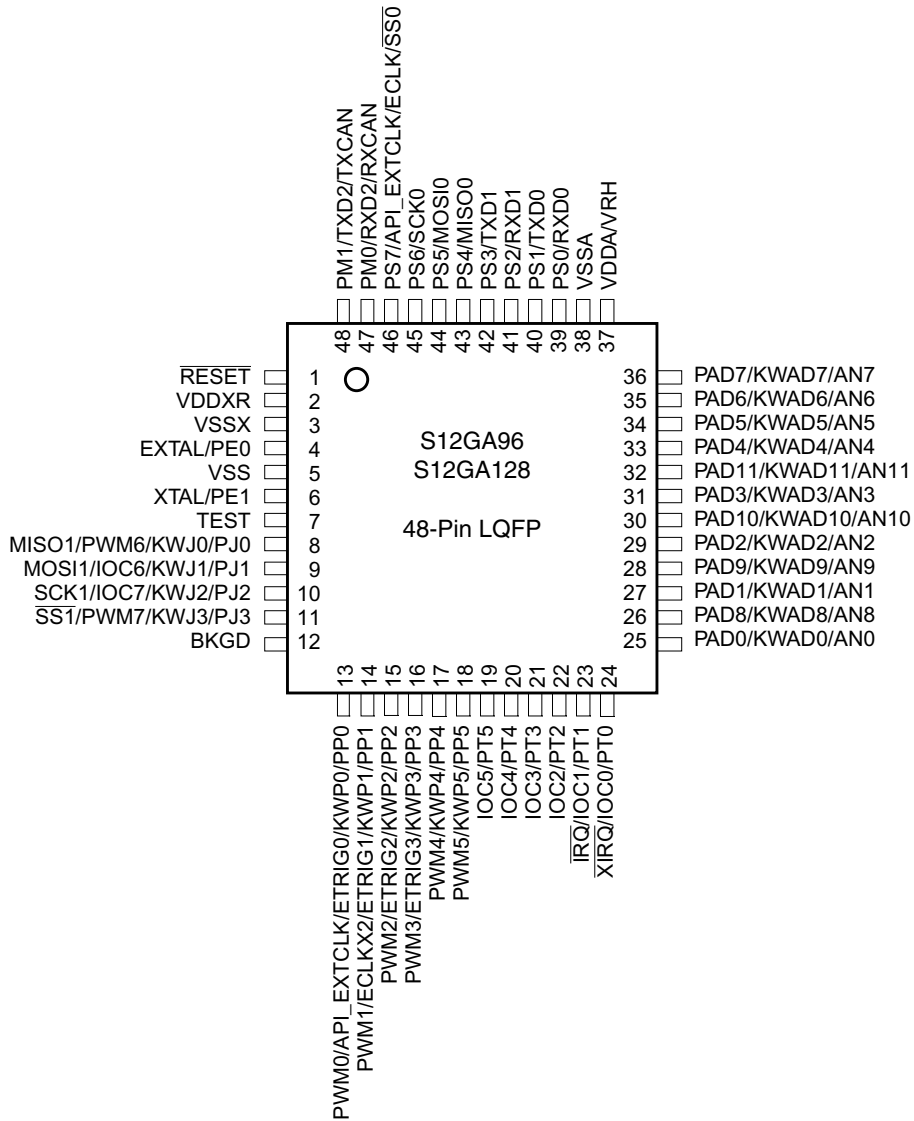 PM1/TXD2/TXCAN
PM0/RXD2/RXCAN
PS7/API_EXTCLK/ECLK/SS0
PS6/SCK0
PS5/MOSI0
PS4/MISO0
PS3/TXD1
PS2/RXD1
PS1/TXD0
PS0/RXD0
VSSA
VDDA/VRH
48
47
46
45
44
43
42
41
40
39
38
37
RESET 1
VDDXR 2
VSSX 3
EXTAL/PE0 4
VSS 5
XTAL/PE1 6
TEST 7
MISO1/PWM6/KWJ0/PJ0 8
MOSI1/IOC6/KWJ1/PJ1 9
SCK1/IOC7/KWJ2/PJ2 10
SS1/PWM7/KWJ3/PJ3 11
BKGD 12
S12GA96
S12GA128
48-Pin LQFP
36 PAD7/KWAD7/AN7
35 PAD6/KWAD6/AN6
34 PAD5/KWAD5/AN5
33 PAD4/KWAD4/AN4
32 PAD11/KWAD11/AN11
31 PAD3/KWAD3/AN3
30 PAD10/KWAD10/AN10
29 PAD2/KWAD2/AN2
28 PAD9/KWAD9/AN9
27 PAD1/KWAD1/AN1
26 PAD8/KWAD8/AN8
25 PAD0/KWAD0/AN0
13
14
15
16
17
18
19
20
21
22
23
24
PWM0/API_EXTCLK/ETRIG0/KWP0/PP0
PWM1/ECLKX2/ETRIG1/KWP1/PP1
PWM2/ETRIG2/KWP2/PP2
PWM3/ETRIG3/KWP3/PP3
PWM4/KWP4/PP4
PWM5/KWP5/PP5
IOC5/PT5
IOC4/PT4
IOC3/PT3
IOC2/PT2
IRQ/IOC1/PT1
XIRQ/IOC0/PT0